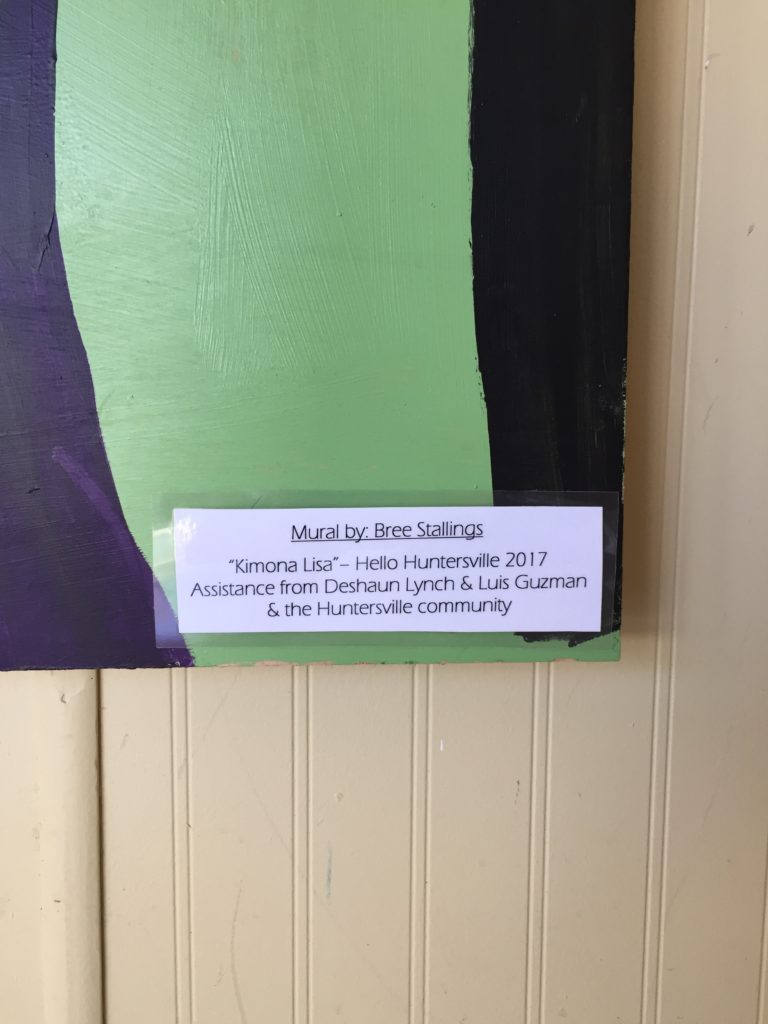 Mural by: Bree Stallings
“Kimona Lisa”– Hello Huntersville 2017
Assistance from Deshaun Lynch & Luis Guzman
& the Huntersville community